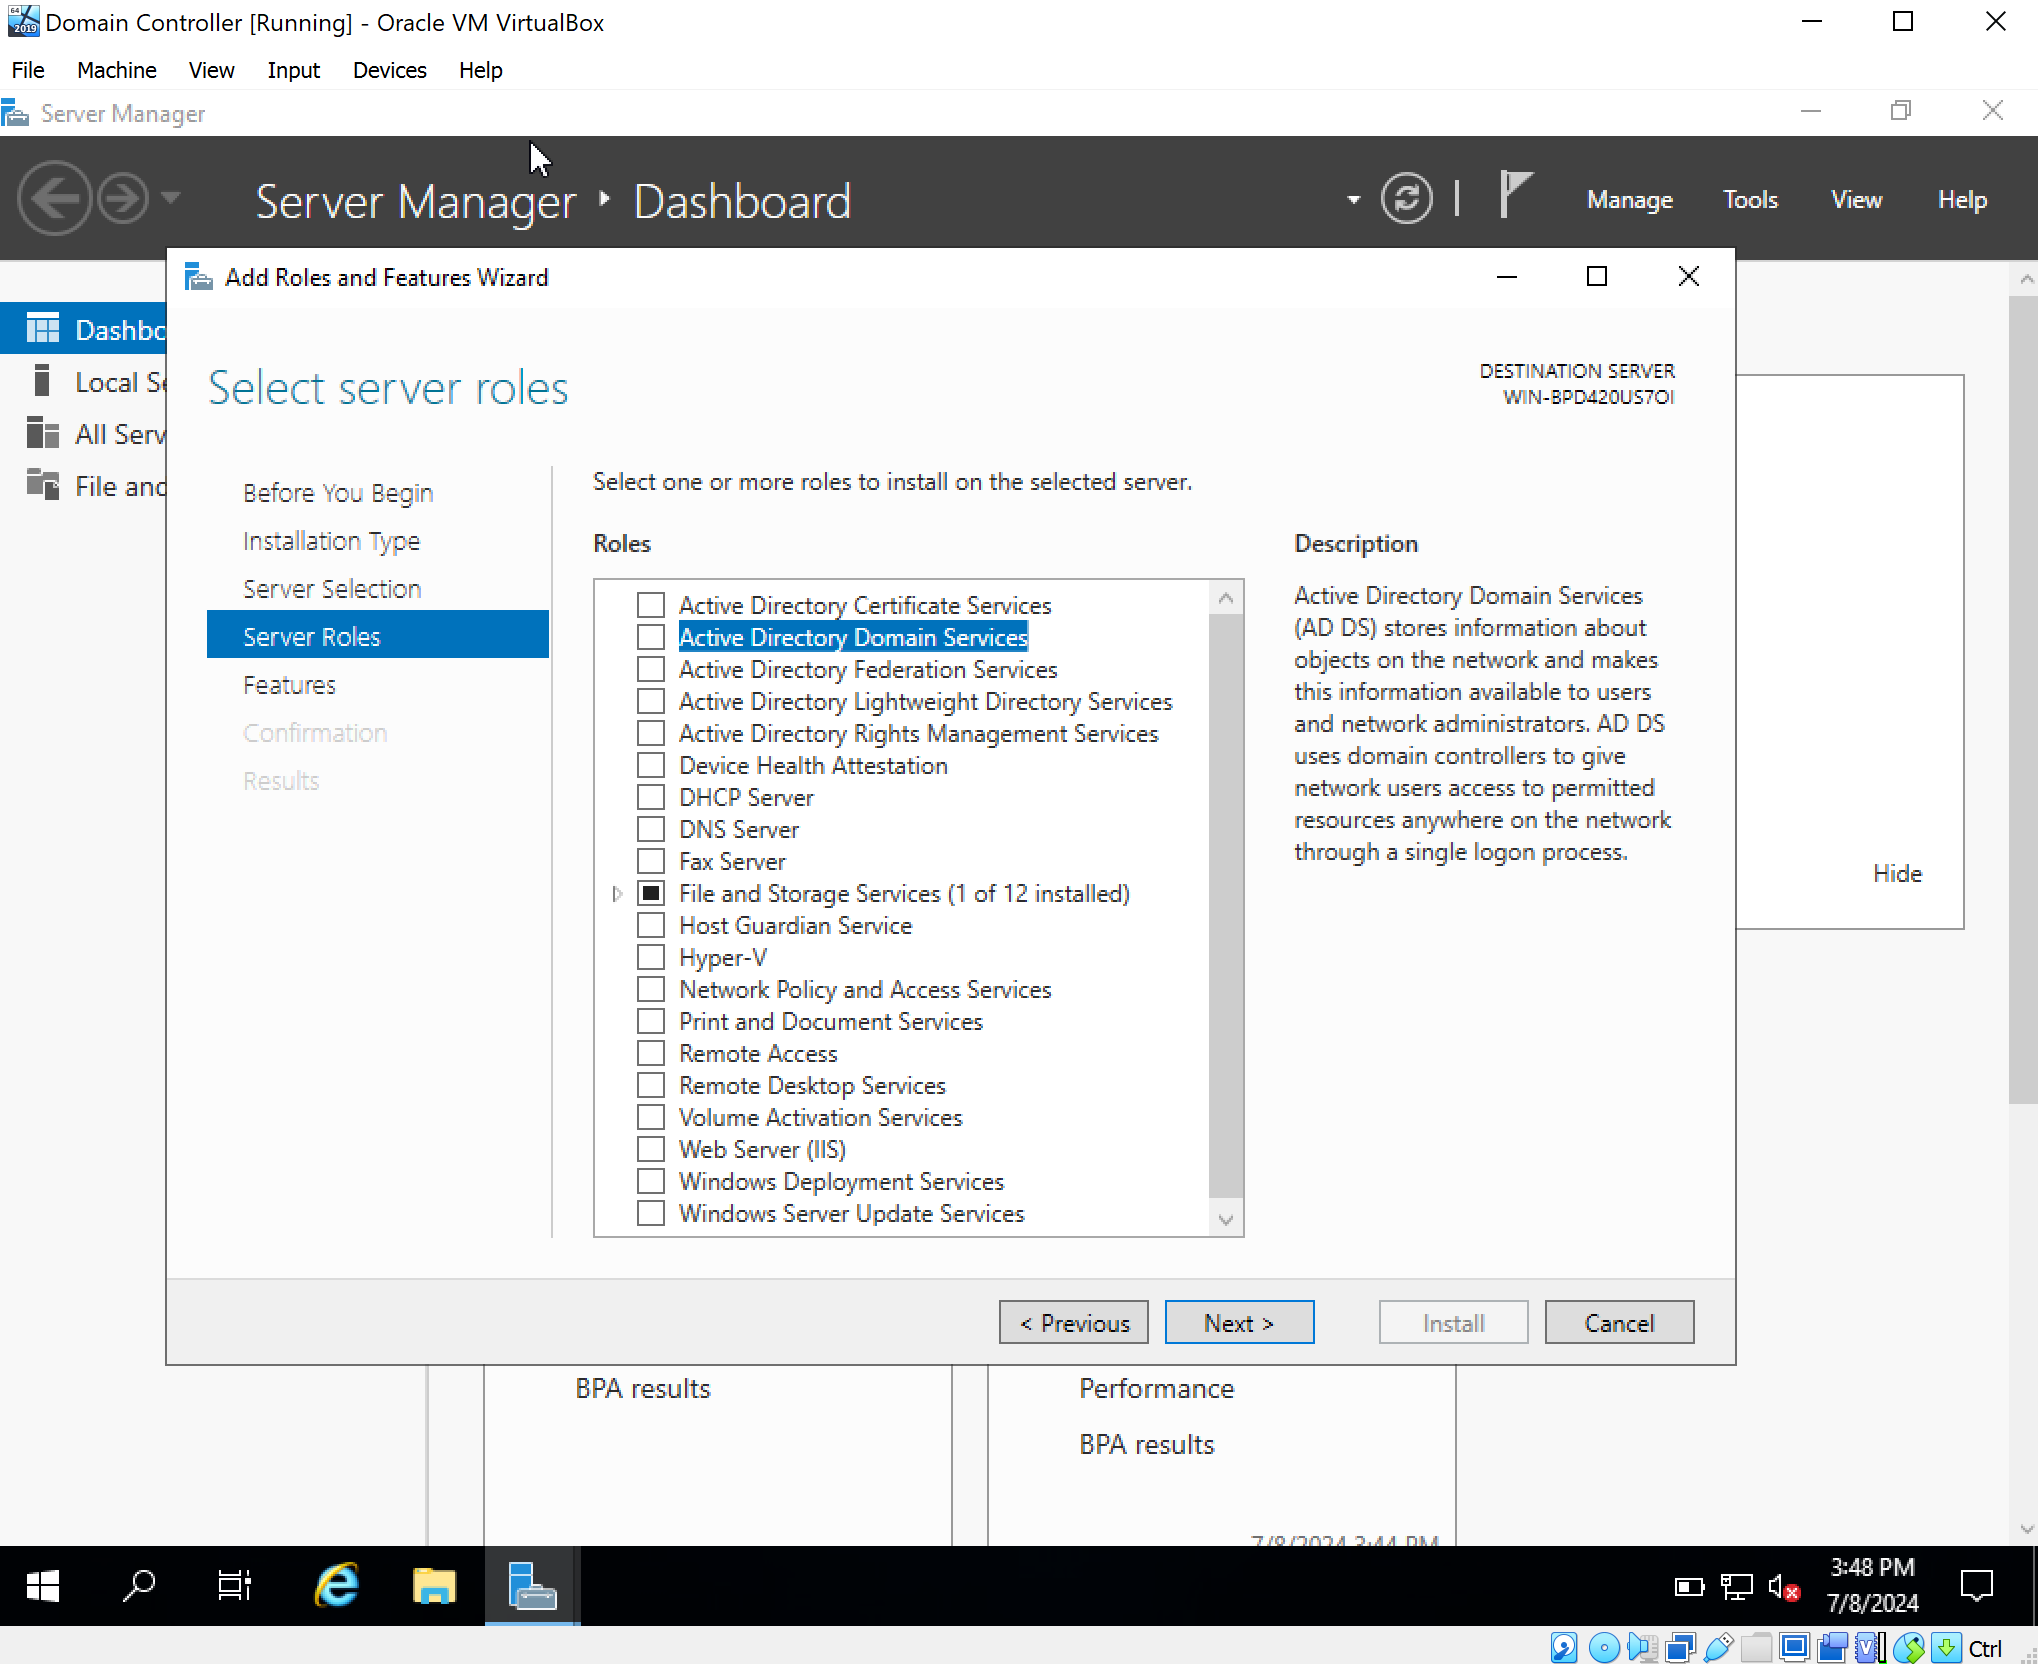 64
2019
Domain Controller [Running] - Oracle VM VirtualBox
File Machine View Input Devices Help
Server Manager
Server Manager Dashboard
Manage Tools View Help
Add Roles and Features Wizard
Dashbo
Local Se
All Serv
File and
Select server roles
DESTINATION SERVER
WIN-BPD420US7OI
Before You Begin
Installation Type
Server Selection
Server Roles
Features
Confirmation
Results
Select one or more roles to install on the selected server.
Roles
Active Directory Certificate Services
Active Directory Domain Services
Active Directory Federation Services
Active Directory Lightweight Directory Services
Active Directory Rights Management Services
Device Health Attestation
DHCP Server
DNS Server
Fax Server
File and Storage Services (1 of 12 installed)
Host Guardian Service
Hyper-V
Network Policy and Access Services
Print and Document Services
Remote Access
Remote Desktop Services
Volume Activation Services
Web Server (IIS)
Windows Deployment Services
Windows Server Update Services
Description
Active Directory Domain Services
(AD DS) stores information about
objects on the network and makes
this information available to users
and network administrators. AD DS
uses domain controllers to give
network users access to permitted
resources anywhere on the network
through a single logon process.
Hide
< Previous Next > Install Cancel
BPA results
Performance
BPA results
7/8/2024 3:44 PM
3:48 PM
7/8/2024
Ctrl